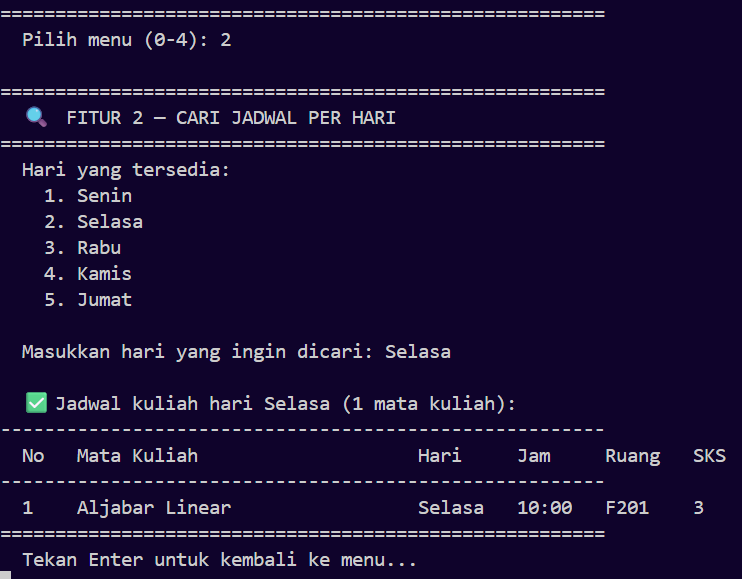 =======================================================
Pilih menu (0-4): 2
=======================================================
🔍 FITUR 2 — CARI JADWAL PER HARI
=======================================================
Hari yang tersedia:
1. Senin
2. Selasa
3. Rabu
4. Kamis
5. Jumat
Masukkan hari yang ingin dicari: Selasa
✅ Jadwal kuliah hari Selasa (1 mata kuliah):
-------------------------------------------------------
No Mata Kuliah Hari Jam Ruang SKS
-------------------------------------------------------
1 Aljabar Linear Selasa 10:00 F201 3
=======================================================
Tekan Enter untuk kembali ke menu...